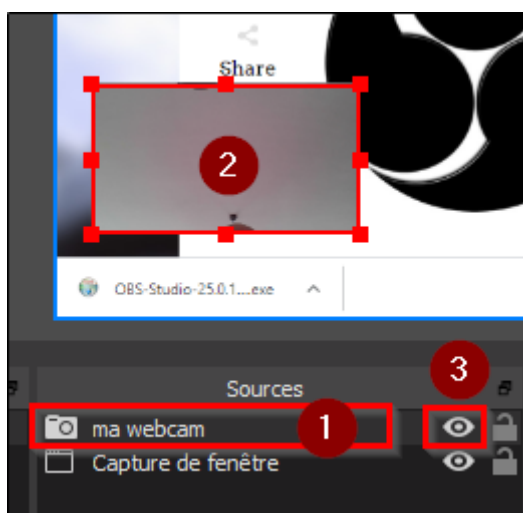 Share
2
OBS-Studio-25.0.1....exe
3
Sources
ma webcam 1
Capture de fenêtre